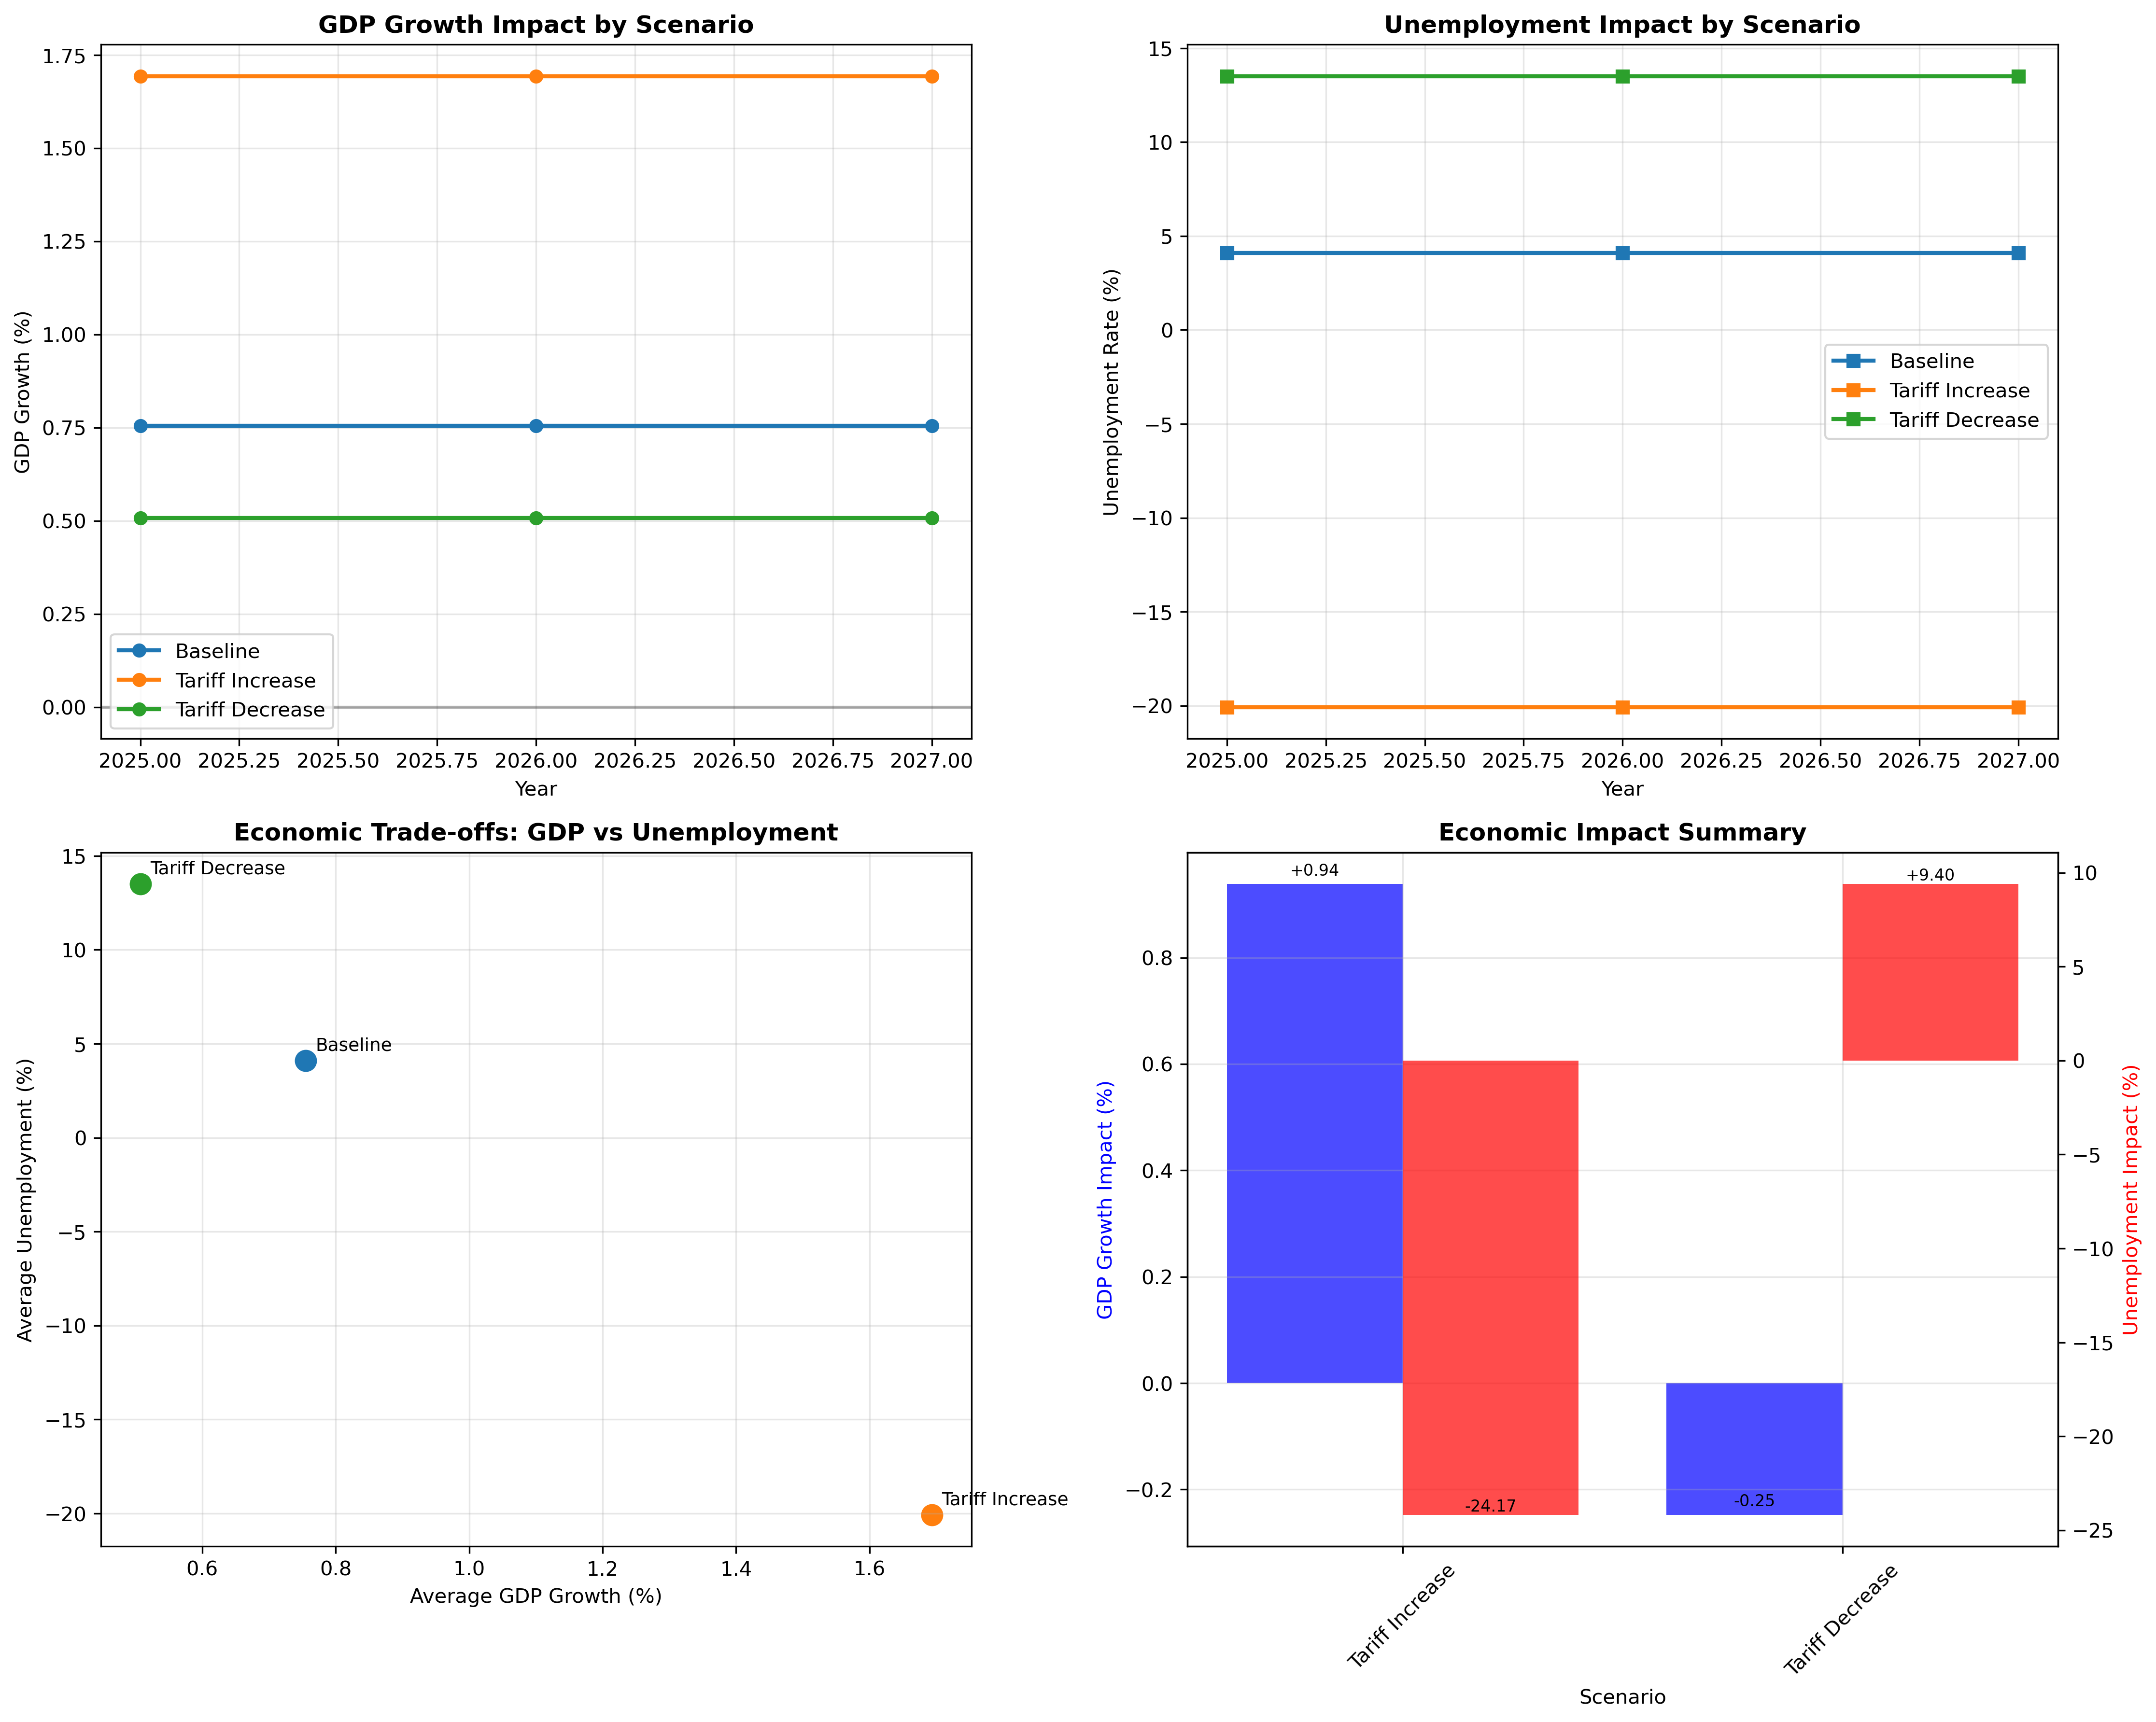 GDP Growth Impact by Scenario
1.75
1.50
1.25
1.00
0.75
0.50
0.25
0.00
GDP Growth (%)
Baseline
Tariff Increase
Tariff Decrease
2025.00 2025.25 2025.50 2025.75 2026.00 2026.25 2026.50 2026.75 2027.00
Year
Unemployment Impact by Scenario
15
10
5
0
−5
−10
−15
−20
Unemployment Rate (%)
Baseline
Tariff Increase
Tariff Decrease
2025.00 2025.25 2025.50 2025.75 2026.00 2026.25 2026.50 2026.75 2027.00
Year
Economic Trade-offs: GDP vs Unemployment
15
10
5
0
−5
−10
−15
−20
Average Unemployment (%)
Tariff Decrease
Baseline
Tariff Increase
0.6 0.8 1.0 1.2 1.4 1.6
Average GDP Growth (%)
Economic Impact Summary
0.8
0.6
0.4
0.2
0.0
−0.2
GDP Growth Impact (%)
+0.94
+9.40
-24.17
-0.25
10
5
0
−5
−10
−15
−20
−25
Unemployment Impact (%)
Tariff Increase
Tariff Decrease
Scenario